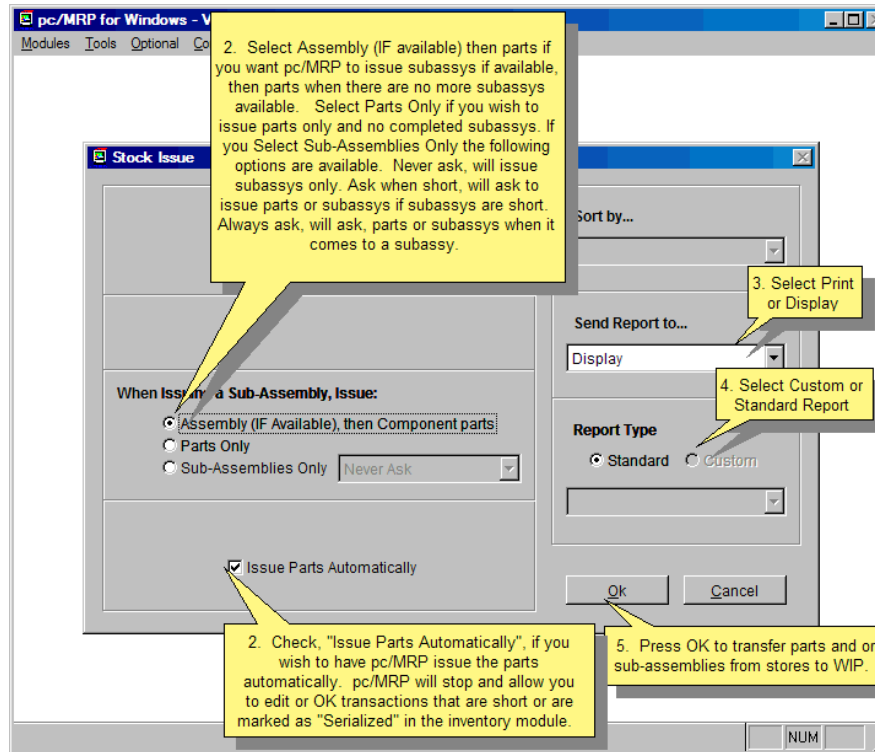 pc/MRP for Windows - V
Modules Tools Optional Co
2. Select Assembly (IF available) then parts if
you want pc/MRP to issue subassys if available,
then parts when there are no more subassys
available. Select Parts Only if you wish to
issue parts only and no completed subassys. If
you Select Sub-Assemblies Only the following
options are available. Never ask, will issue
subassys only. Ask when short, will ask to
issue parts or subassys if subassys are short.
Always ask, will ask, parts or subassys when it
comes to a subassy.
Stock Issue
Sort by...
3. Select Print
or Display
Send Report to...
Display
4. Select Custom or
Standard Report
When Issuing a Sub-Assembly, Issue:
Assembly (IF Available), then Component parts
Parts Only
Sub-Assemblies Only Never Ask
Report Type
Standard Custom
Issue Parts Automatically
Ok Cancel
2. Check, "Issue Parts Automatically", if you
wish to have pc/MRP issue the parts
automatically. pc/MRP will stop and allow you
to edit or OK transactions that are short or are
marked as "Serialized" in the inventory module.
5. Press OK to transfer parts and or
sub-assemblies from stores to WIP.
NUM